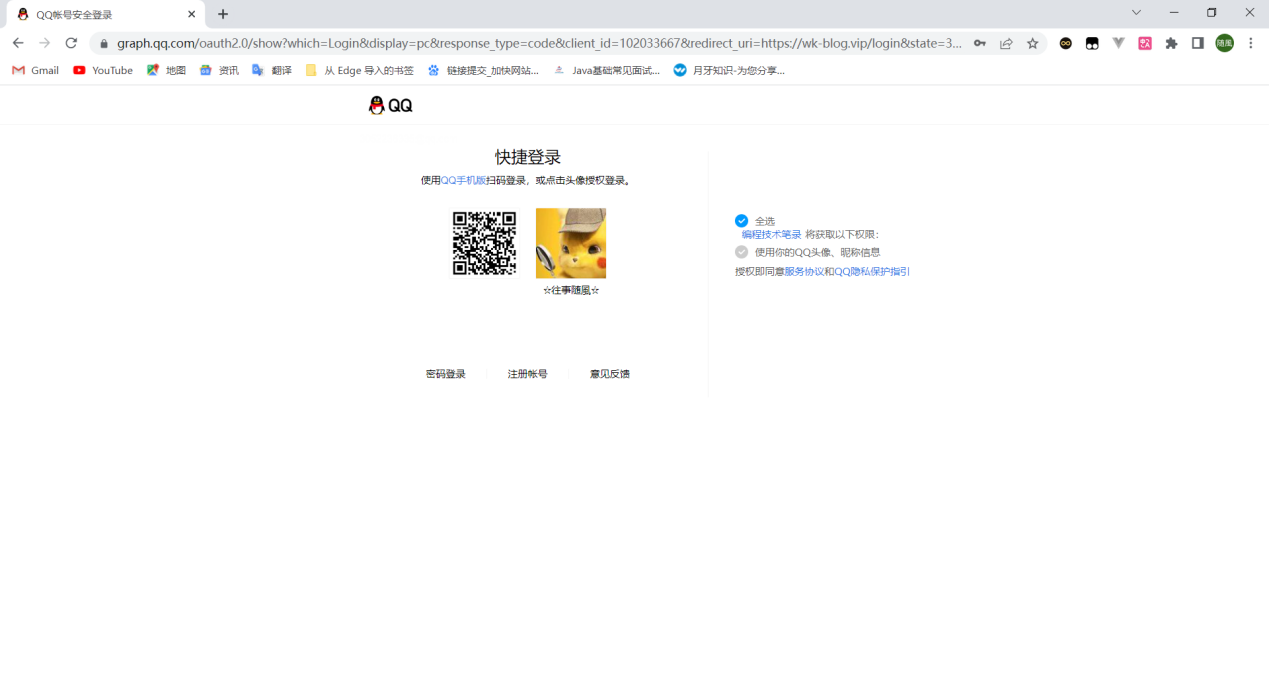 QQ帐号安全登录
graph.qq.com/oauth2.0/show?which=Login&display=pc&response_type=code&client_id=102033667&redirect_uri=https://wk-blog.vip/login&state=3...
随風
Gmail YouTube 地图 资讯 翻译 从 Edge 导入的书签 链接提交_加快网站... Java基础常见面试... 月牙知识-为您分享...
QQ
快捷登录
使用QQ手机版扫码登录，或点击头像授权登录。
☆往事随風☆
密码登录 注册帐号 意见反馈
全选
编程技术笔录 将获取以下权限：
使用你的QQ头像、昵称信息
授权即同意服务协议和QQ隐私保护指引